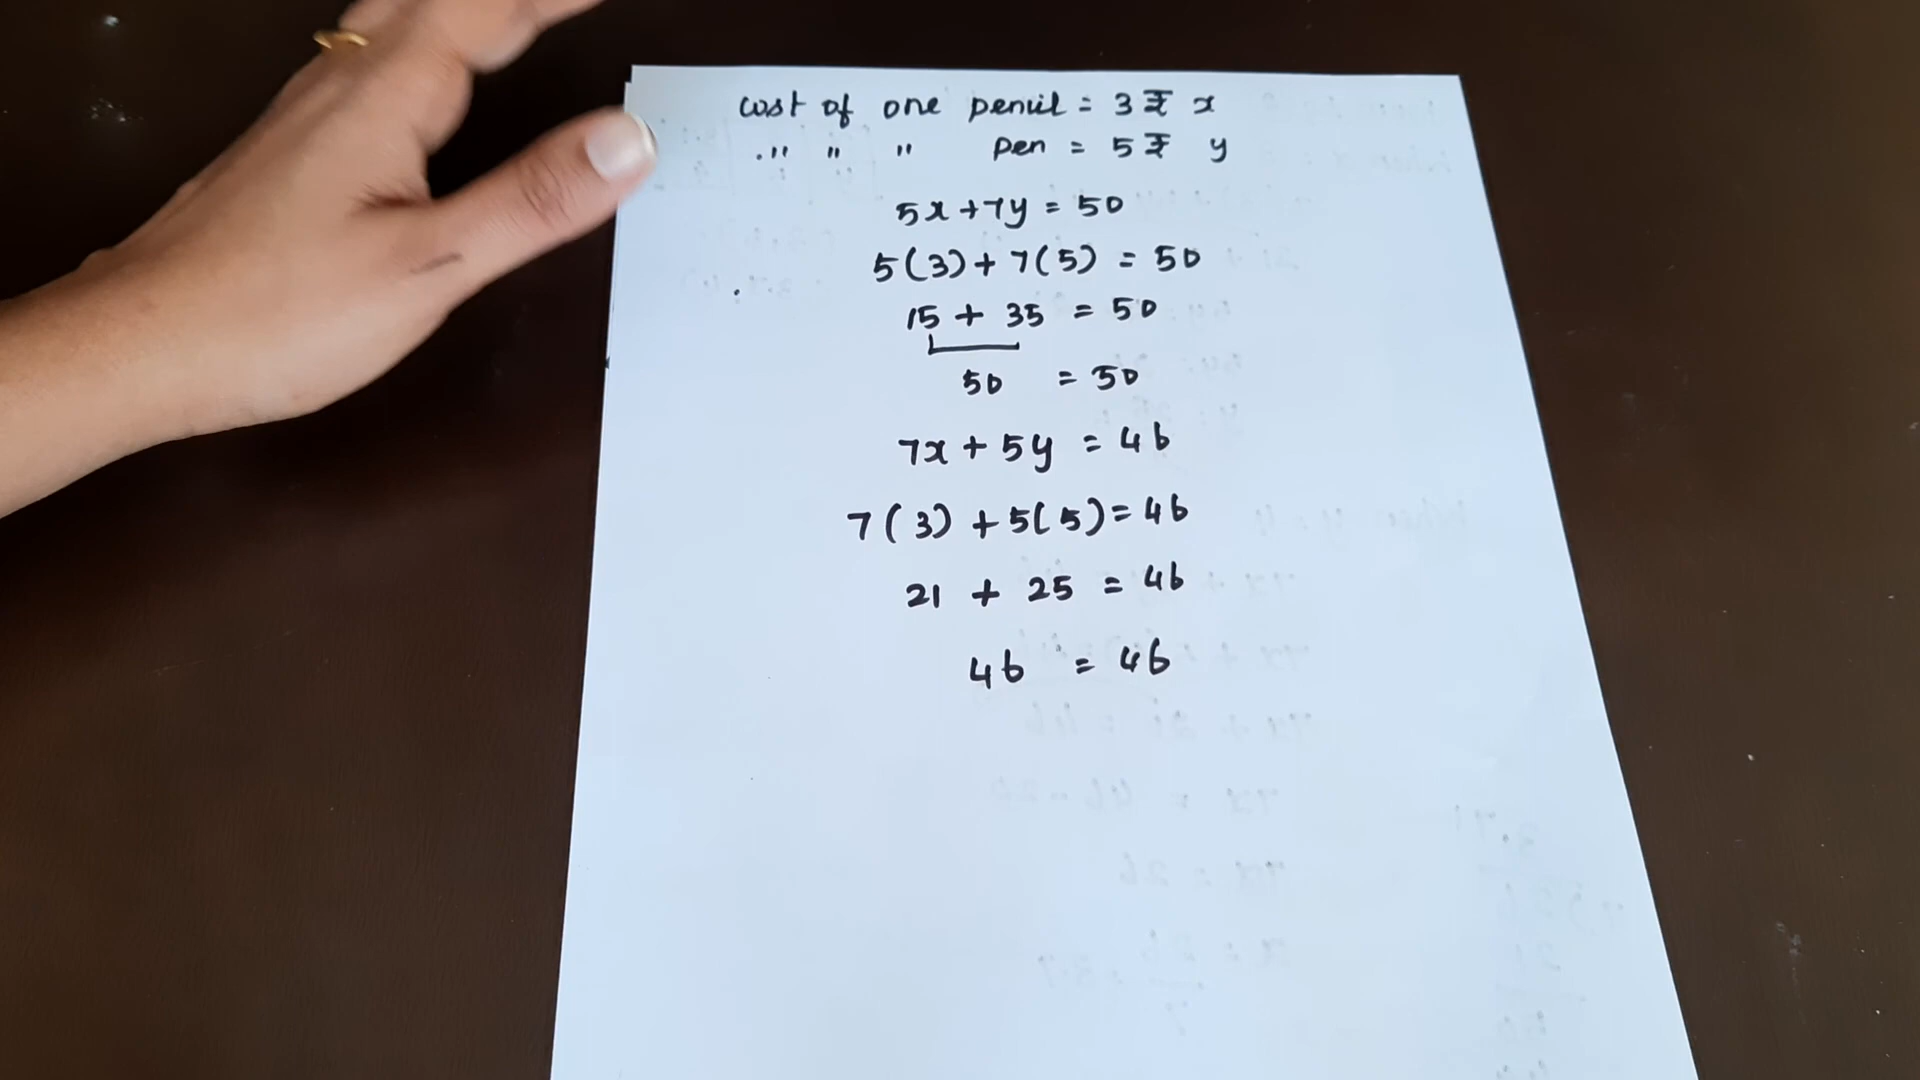 cost of one pencil = 3 ₹ x
." " " pen = 5 ₹ y
5x + 7y = 50
5(3) + 7(5) = 50
15 + 35 = 50
50 = 50
7x + 5y = 46
7(3) + 5(5) = 46
21 + 25 = 46
46 = 46